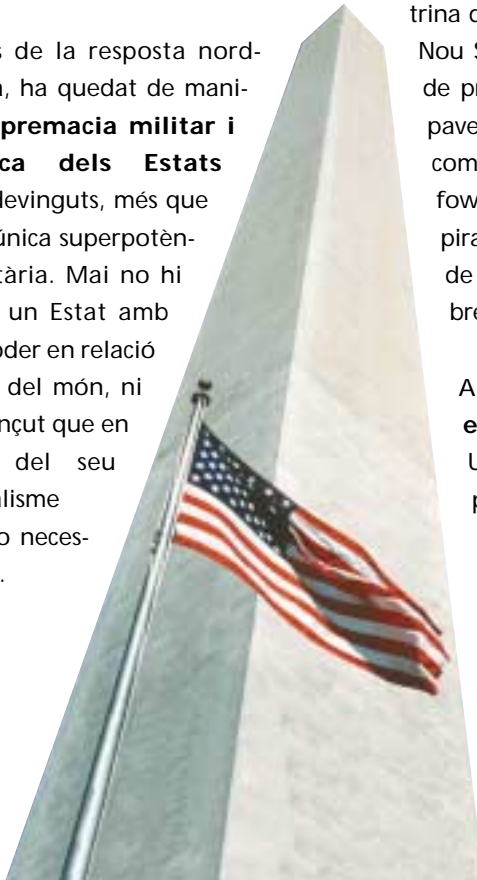 s de la resposta nord-
, ha quedat de mani-
premacia militar i
ca dels Estats
devinguts, més que
única superpotèn-
tària. Mai no hi
un Estat amb
oder en relació
del món, ni
nçut que en
del seu
alisme
o neces-
.
trina
Nou S
de pr
pave
com
fow
pira
de
bre
A
e
U
p